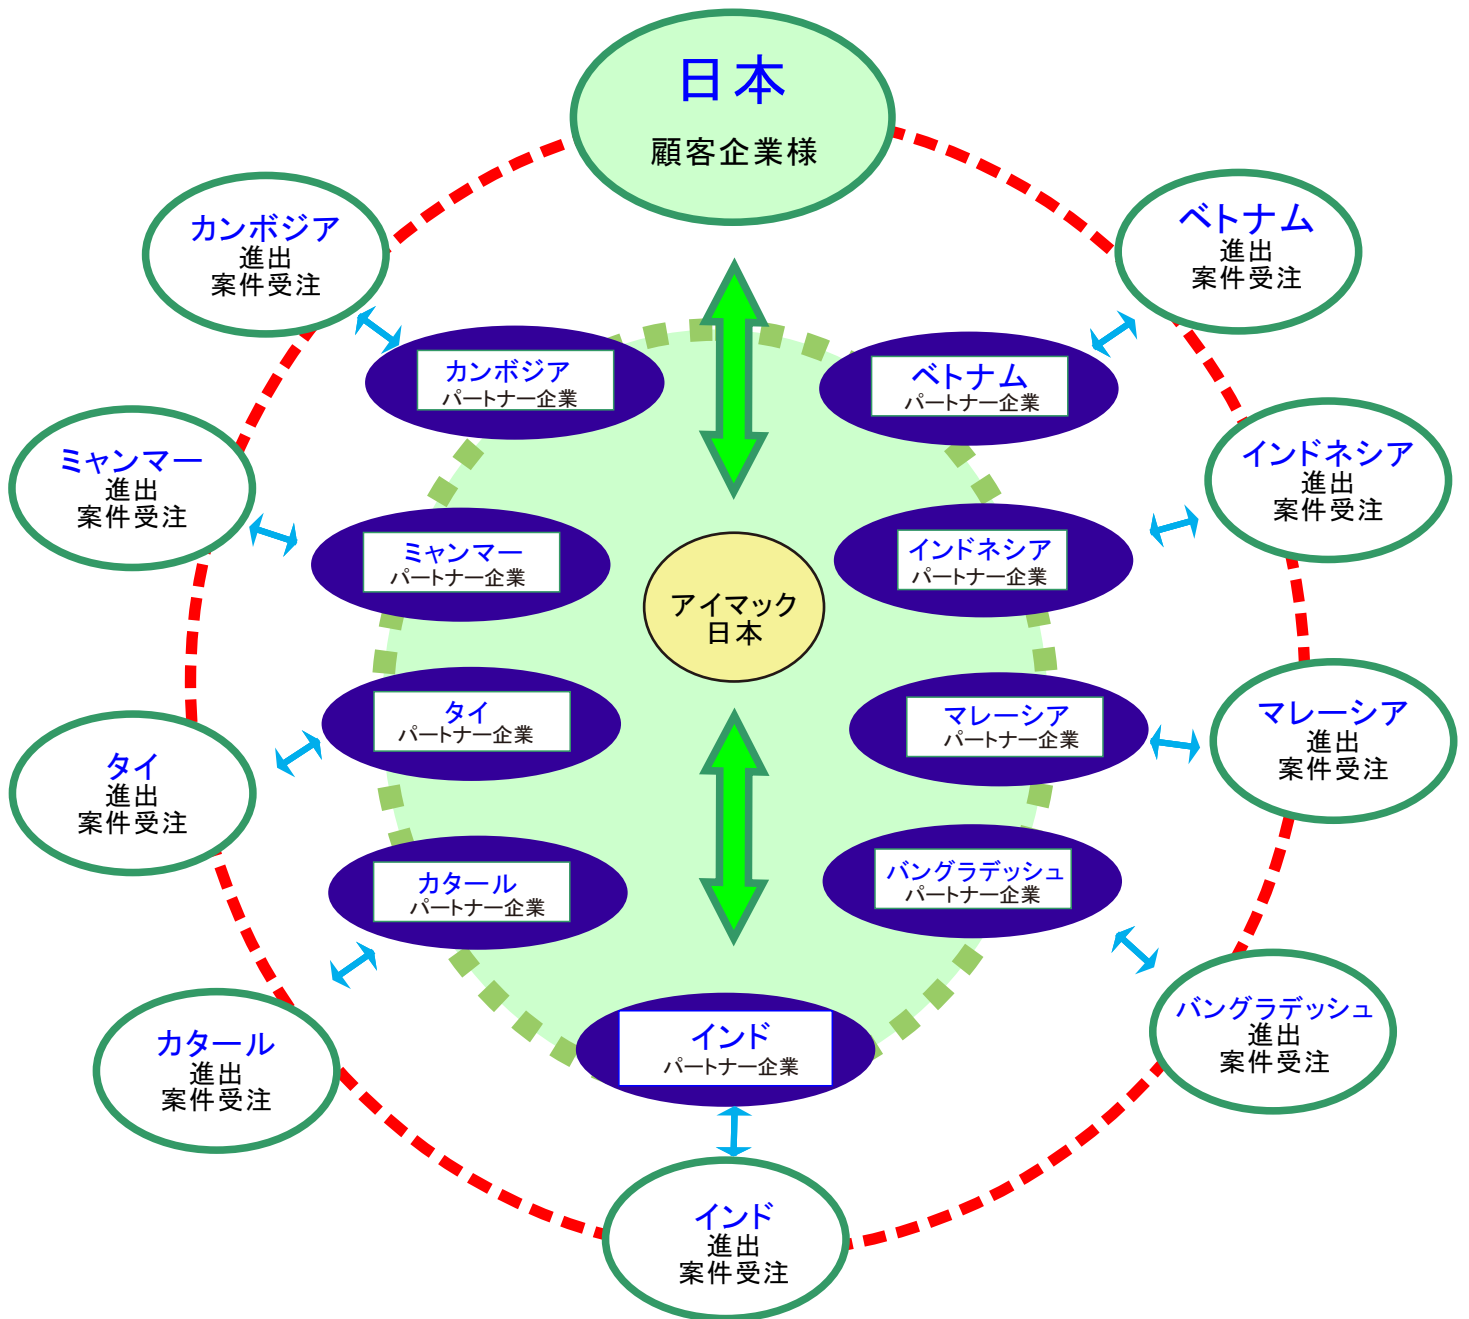 日本
顧客企業様
カンボジア
進出
案件受注
ベトナム
進出
案件受注
カンボジア
パートナー企業
ベトナム
パートナー企業
ミャンマー
進出
案件受注
インドネシア
進出
案件受注
ミャンマー
パートナー企業
インドネシア
パートナー企業
アイマック
日本
タイ
パートナー企業
マレーシア
パートナー企業
タイ
進出
案件受注
マレーシア
進出
案件受注
カタール
パートナー企業
バングラデッシュ
パートナー企業
カタール
進出
案件受注
バングラデッシュ
進出
案件受注
インド
パートナー企業
インド
進出
案件受注